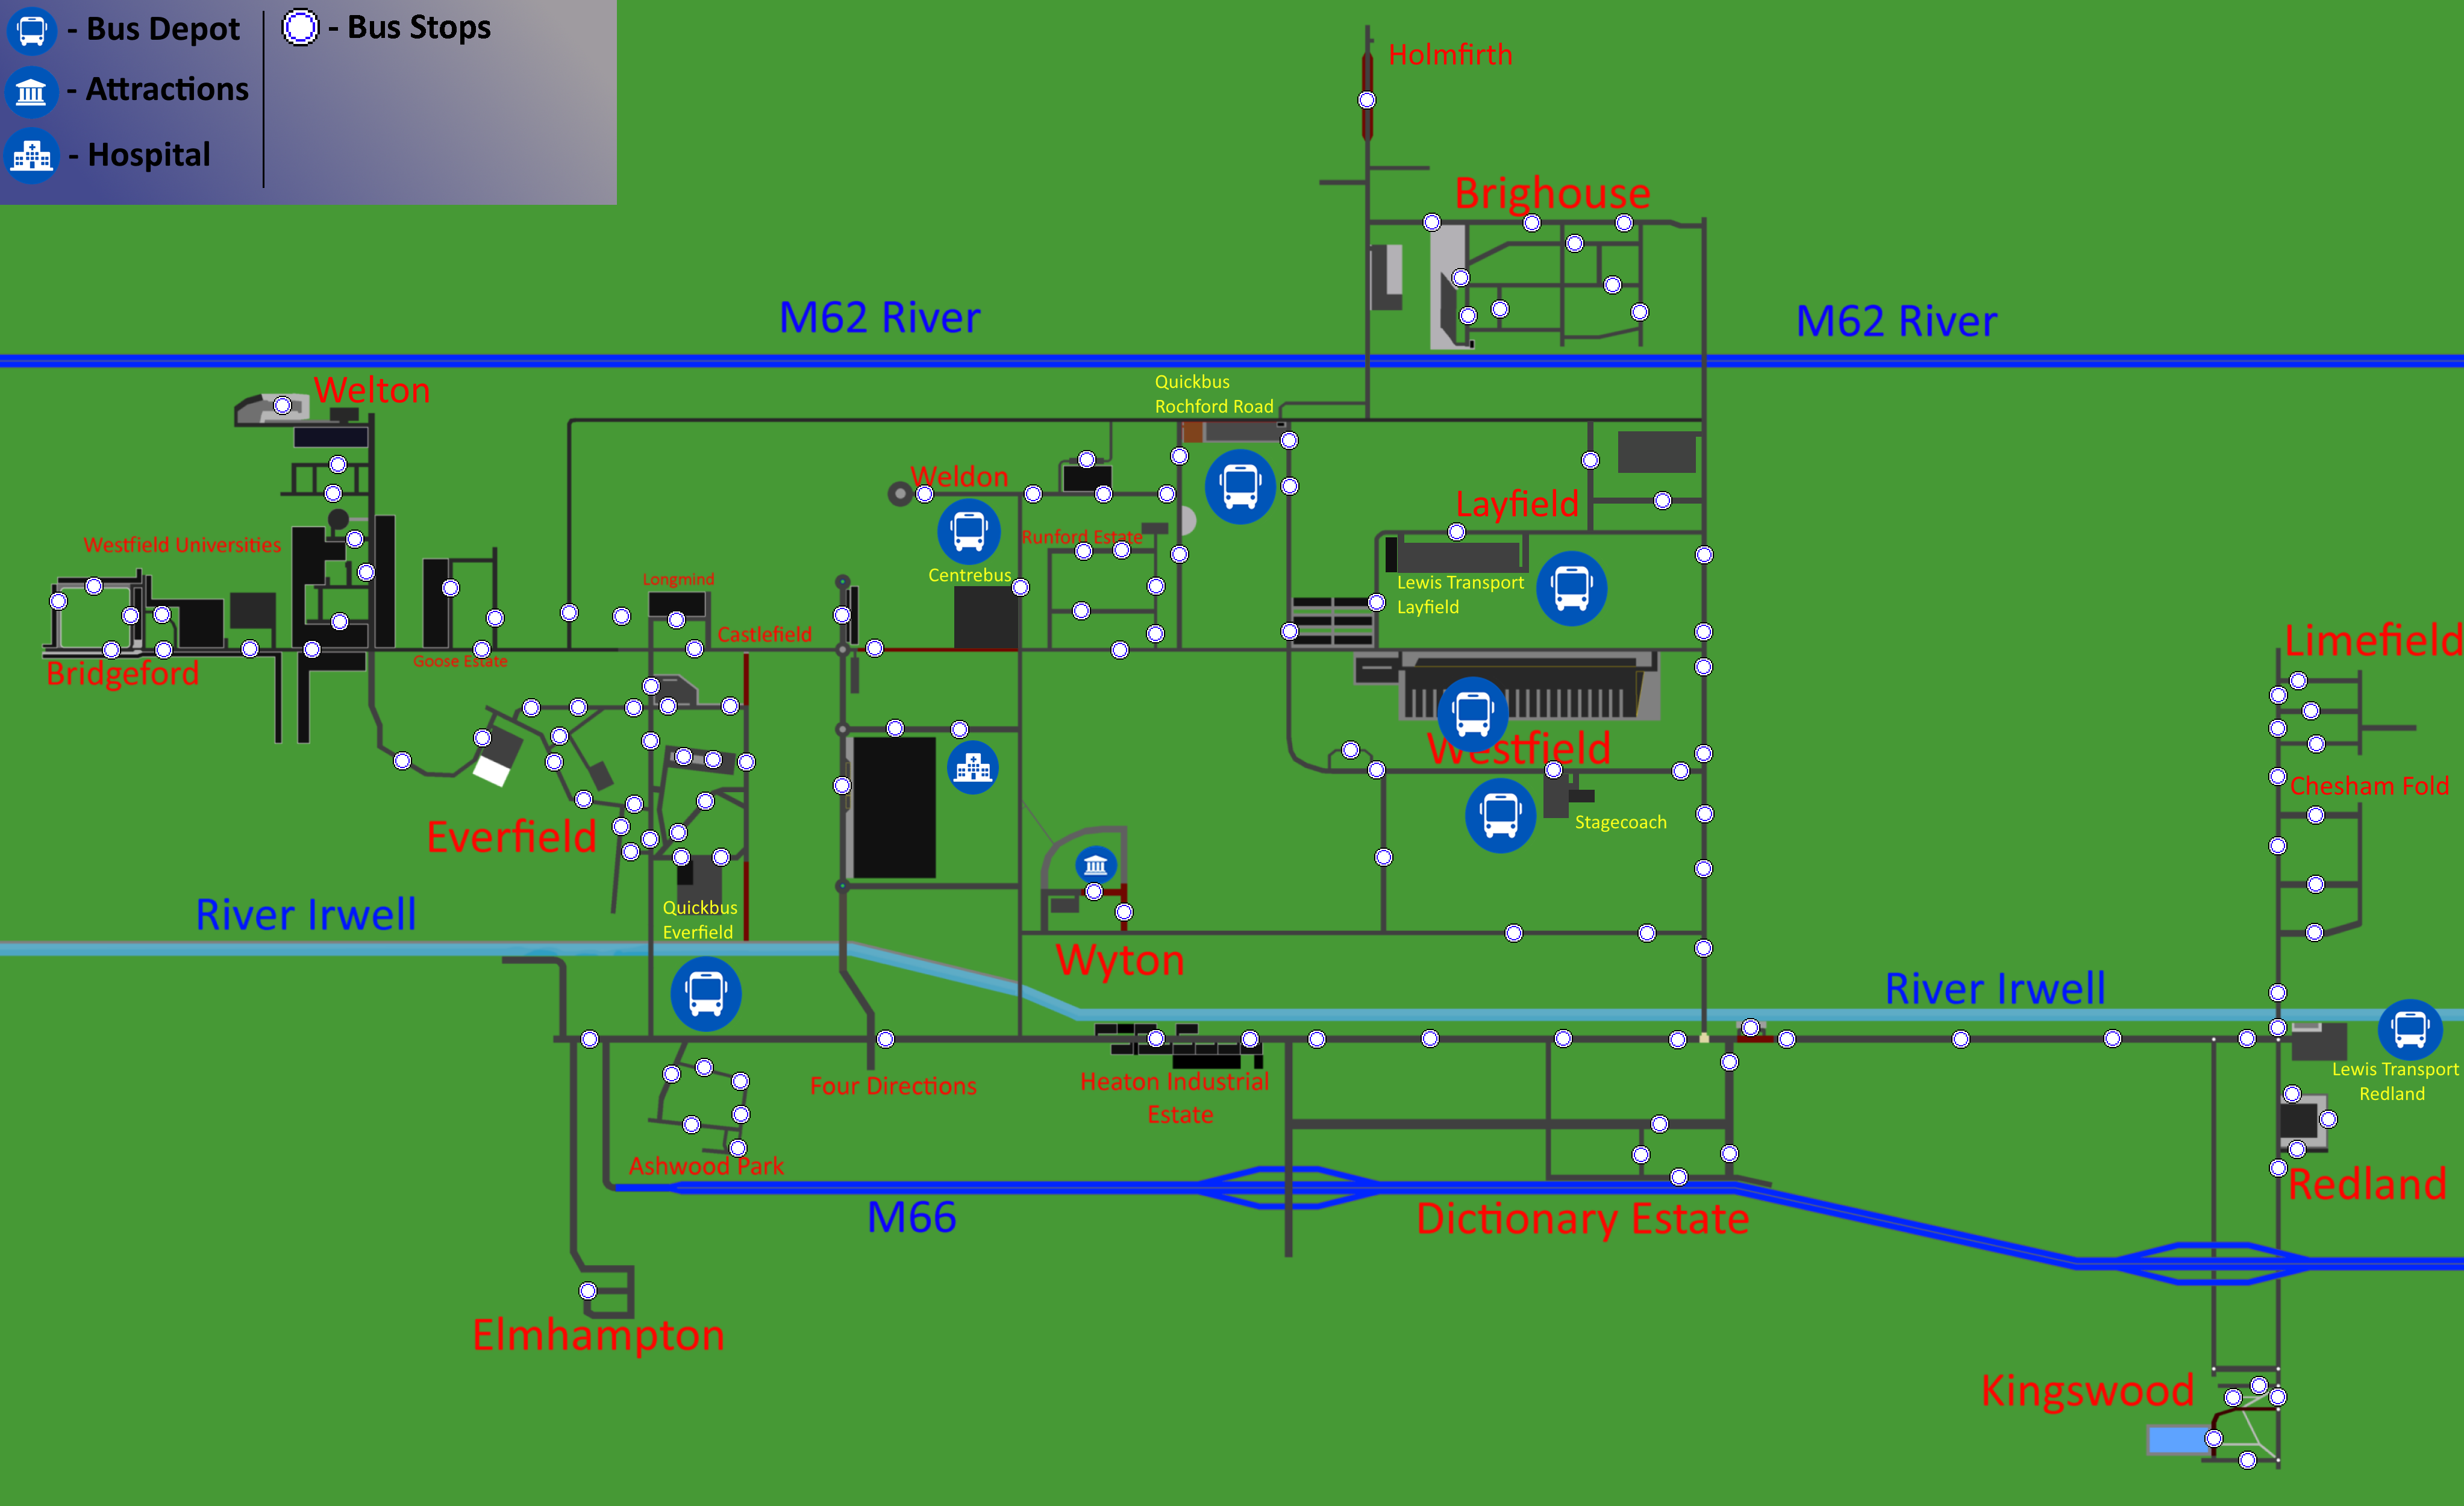 - Bus Depot
- Bus Stops
- Attractions
- Hospital
Holmfirth
Brighouse
M62 River
M62 River
Welton
Quickbus
Rochford Road
Weldon
Layfield
Westfield Universities
Runford Estate
Centrebus
Longmind
Lewis Transport
Layfield
Castlefield
Limefield
Goose Estate
Bridgeford
Westfield
Chesham Fold
Stagecoach
Everfield
Quickbus
Everfield
River Irwell
Wyton
River Irwell
Lewis Transport
Redland
Four Directions
Heaton Industrial
Estate
Ashwood Park
Redland
M66
Dictionary Estate
Elmhampton
Kingswood